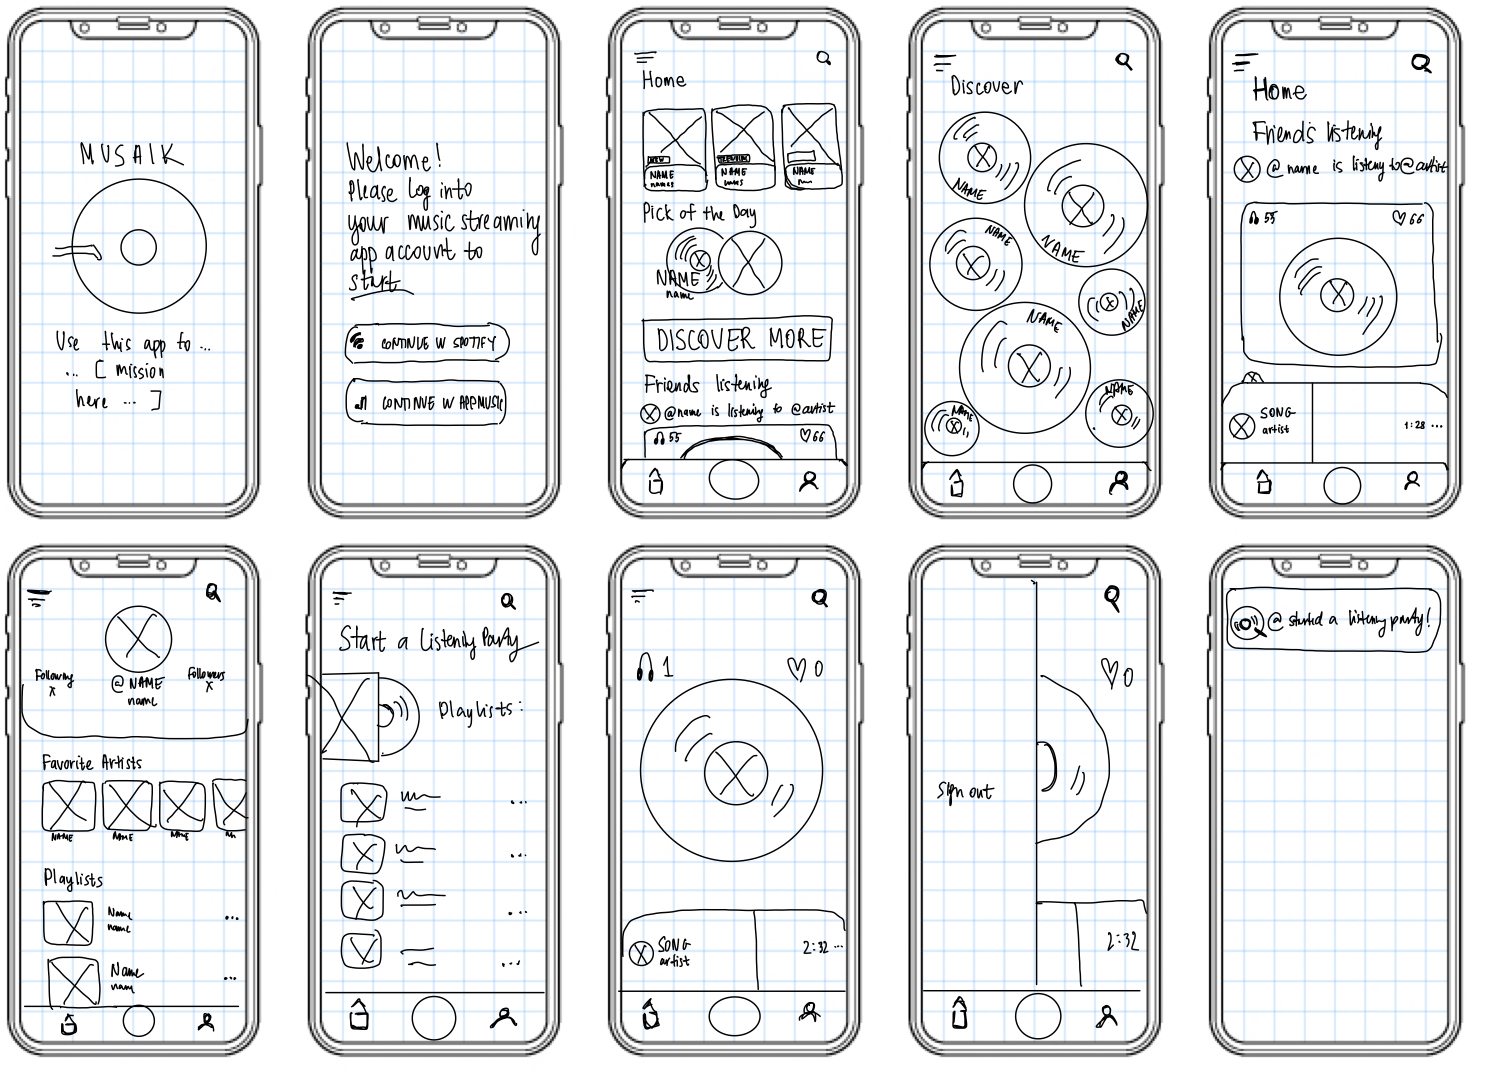 MUSAIK
Use this app to ...
... [ mission
here ... ]
Welcome!
Please log into
your music streaming
app account to
start
CONTINUE W SPOTIFY
CONTINUE W APPMUSIC
Home
NEW
NAME
names
NAME
names
NAME
Pick of the Day
NAME
name
DISCOVER MORE
Friends listening
@name is listening to @artist
55
66
Discover
NAME
NAME
NAME
NAME
NAME
NAME
NAME
Home
Friends listening
@name is listeny to @artist
55
66
SONG
artist
1:28 ...
Following
X
@NAME
name
Followers
X
Favorite Artists
NAME
NAME
NAME
Playlists
Name
name
...
Name
name
...
Start a Listening Party
Playlists:
...
...
...
...
1
0
SONG
artist
2:32 ...
0
Sign out
2:32
@ started a listening party!